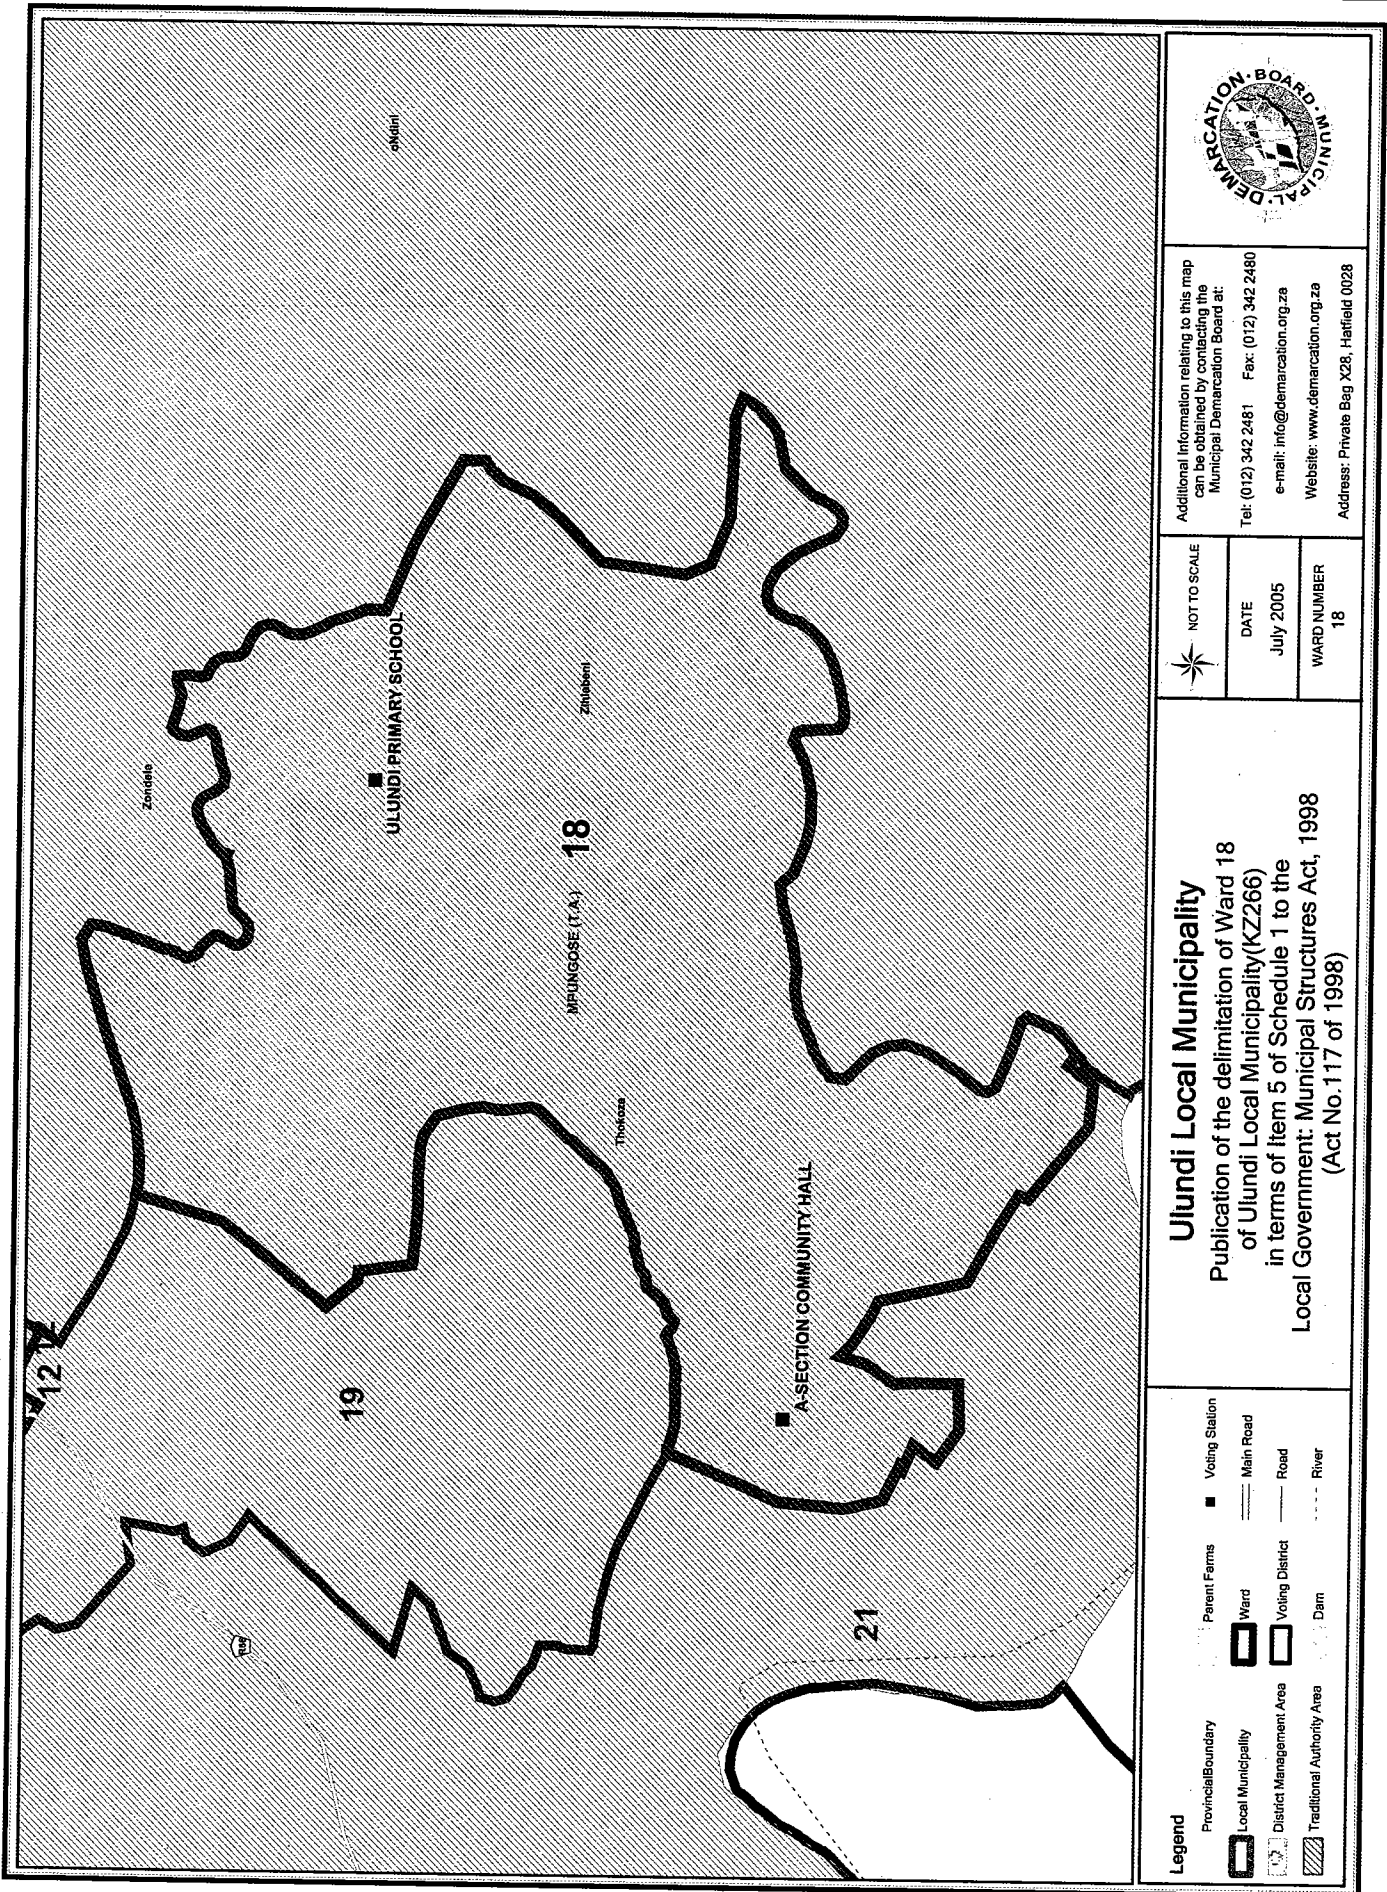 oNdini
Zondela
ULUNDI PRIMARY SCHOOL
Zihlabeni
18
MPUNGOSE (T.A.)
Thokoza
12
19
A-SECTION COMMUNITY HALL
21
Legend
ProvincialBoundary
Local Municipality
District Management Area
Traditional Authority Area
Parent Farms
Ward
Voting District
Dam
Voting Station
Main Road
Road
River
Ulundi Local Municipality
Publication of the delimitation of Ward 18
of Ulundi Local Municipality(KZ266)
in terms of Item 5 of Schedule 1 to the
Local Government: Municipal Structures Act, 1998
(Act No.117 of 1998)
NOT TO SCALE
DATE
July 2005
WARD NUMBER
18
Additional Information relating to this map
can be obtained by contacting the
Municipal Demarcation Board at:
Tel: (012) 342 2481 Fax: (012) 342 2480
e-mail: info@demarcation.org.za
Website: www.demarcation.org.za
Address: Private Bag X28, Hatfield 0028
MUNICIPAL · DEMARCATION · BOARD ·